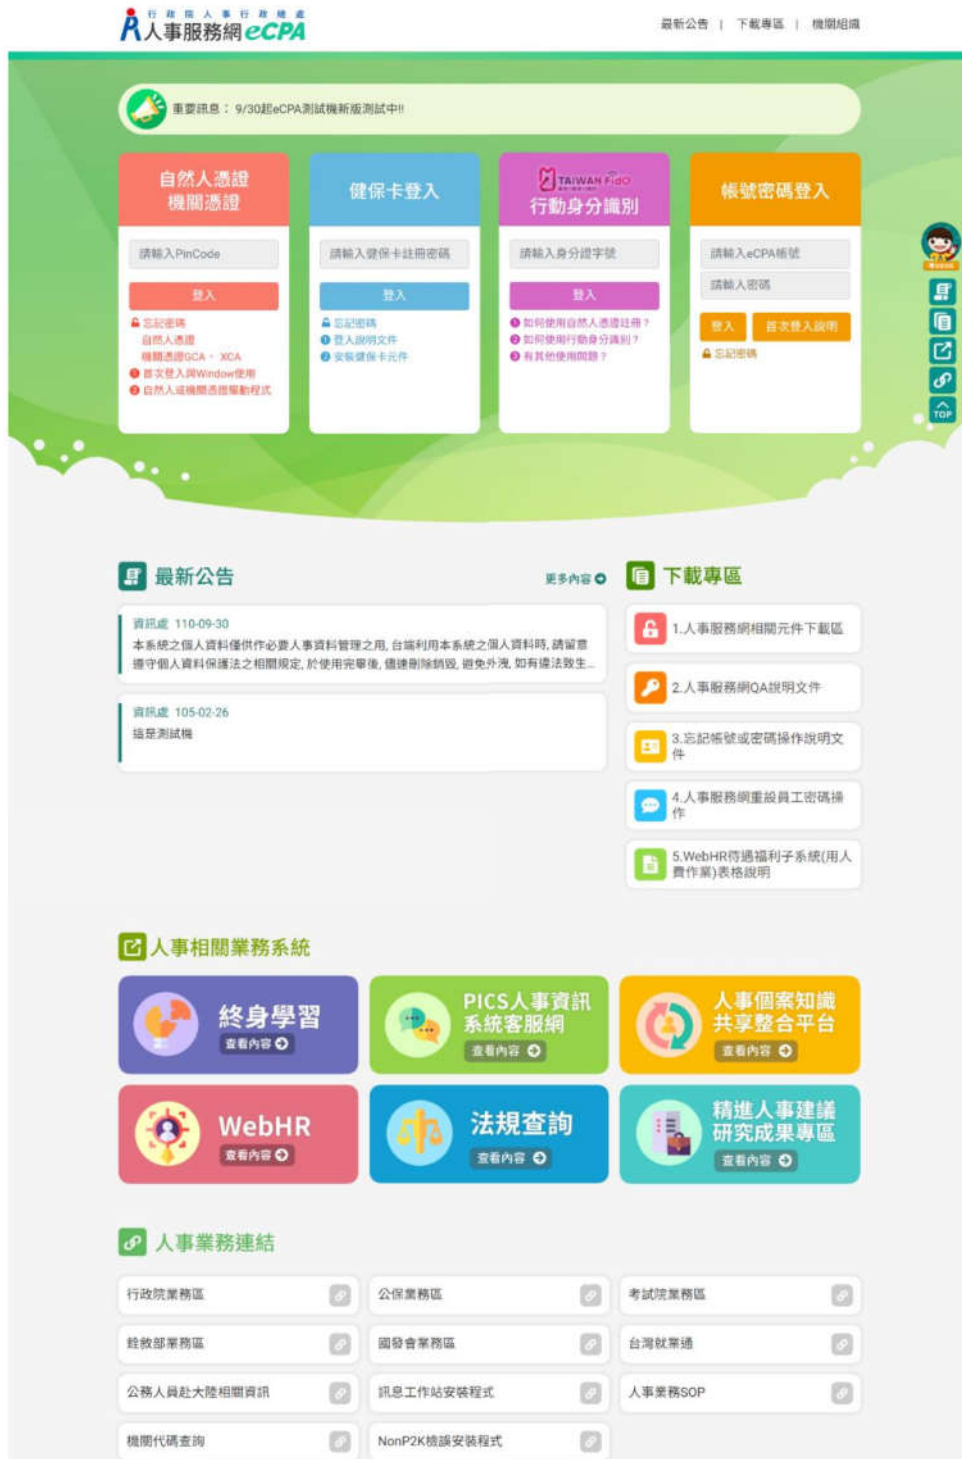 行政院人事行政總處
人事服務網eCPA
最新公告 | 下載專區 | 機關組織
重要訊息： 9/30起eCPA測試機新版測試中!!
自然人憑證
機關憑證
請輸入PinCode
登入
忘記密碼
自然人憑證
機關憑證GCA、XCA
1 首次登入與Window使用
2 自然人或機關憑證驅動程式
健保卡登入
請輸入健保卡註冊密碼
登入
忘記密碼
1 登入說明文件
2 安裝健保卡元件
TAIWAN FidO
行動身分識別
請輸入身分證字號
登入
1 如何使用自然人憑證註冊？
2 如何使用行動身分識別？
3 有其他使用問題？
帳號密碼登入
請輸入eCPA帳號
請輸入密碼
登入 首次登入說明
忘記密碼
TOP
最新公告
更多內容
資訊處 110-09-30
本系統之個人資料僅供作必要人事資料管理之用, 台端利用本系統之個人資料時, 請留意
遵守個人資料保護法之相關規定, 於使用完畢後, 儘速刪除銷毀, 避免外洩, 如有違法致生...
資訊處 105-02-26
這是測試機
下載專區
1.人事服務網相關元件下載區
2.人事服務網QA說明文件
3.忘記帳號或密碼操作說明文
件
4.人事服務網重設員工密碼操
作
5.WebHR待遇福利子系統(用人
費作業)表格說明
人事相關業務系統
終身學習
查看內容
PICS人事資訊
系統客服網
查看內容
人事個案知識
共享整合平台
查看內容
WebHR
查看內容
法規查詢
查看內容
精進人事建議
研究成果專區
查看內容
人事業務連結
行政院業務區
公保業務區
考試院業務區
銓敘部業務區
國發會業務區
台灣就業通
公務人員赴大陸相關資訊
訊息工作站安裝程式
人事業務SOP
機關代碼查詢
NonP2K檢誤安裝程式